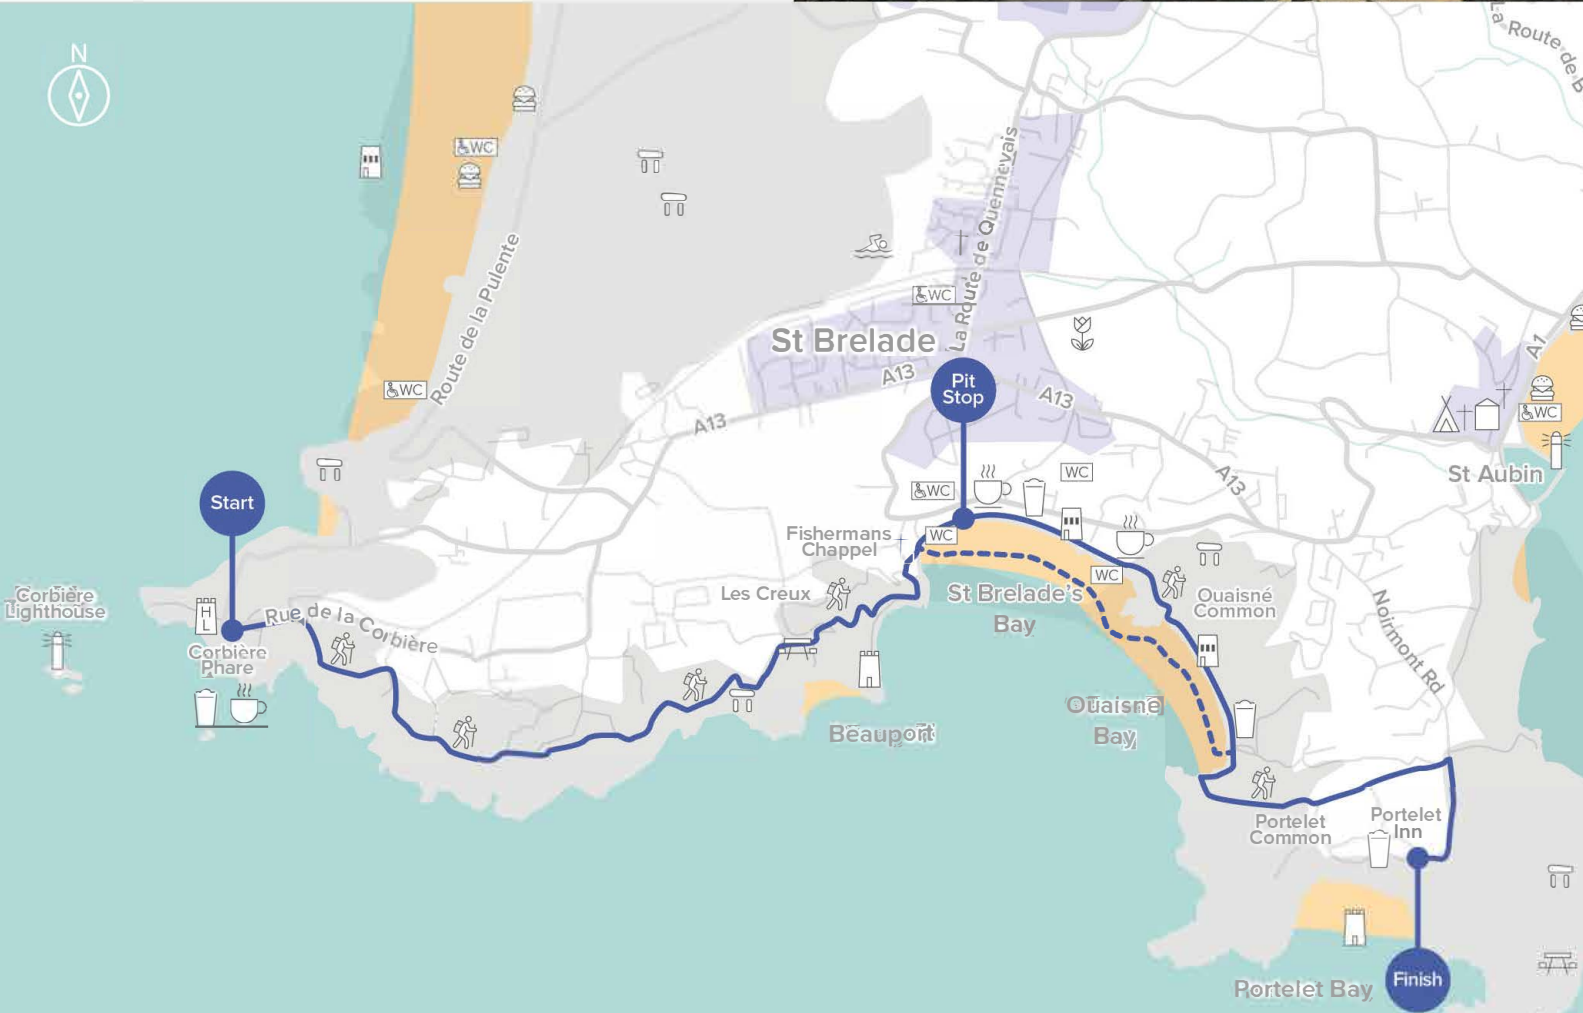 N
La Route de B
WC
La Route de Quennevais
Route de la Pulente
WC
St Brelade
A1
A13
Pit
Stop
A13
WC
WC
A13
A13
WC
WC
St Aubin
Start
Fishermans
Chappel
WC
WC
Les Creux
St Brelade's
Bay
Ouaisné
Common
Corbière
Lighthouse
H
L
Rue de la Corbière
Corbière
Phare
Noirmont Rd
Ouaisné
Bay
Beauport
Portelet
Common
Portelet
Inn
Portelet Bay
Finish